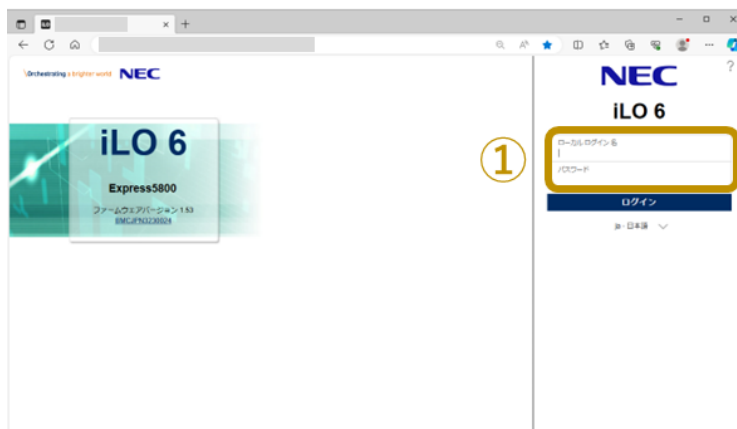 \Orchestrating a brighter world NEC
iLO 6
Express5800
ファームウェアバージョン 1.53
NEC
iLO 6
①
ローカルログイン名
パスワード
ログイン
ja - 日本語